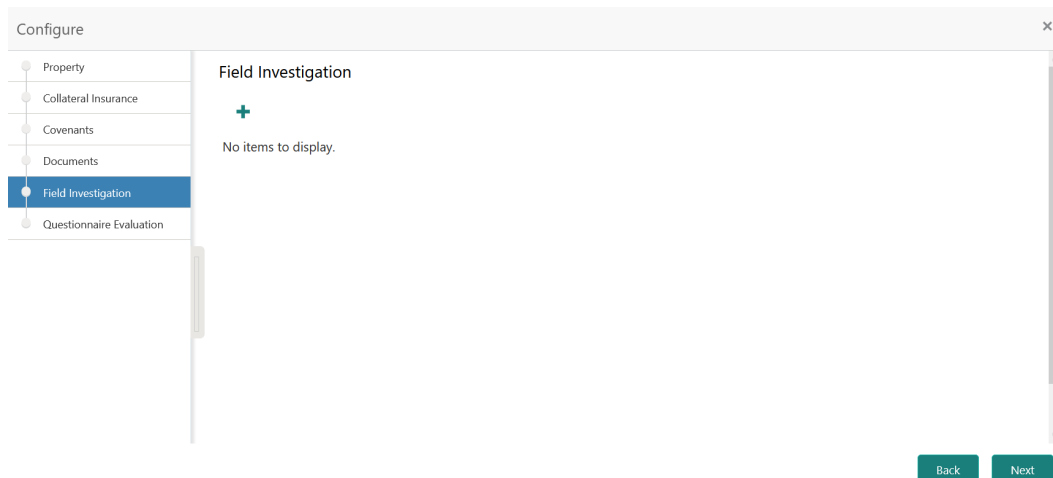 Configure
×
Property
Collateral Insurance
Covenants
Documents
Field Investigation
Questionnaire Evaluation
Field Investigation
+
No items to display.
Back
Next